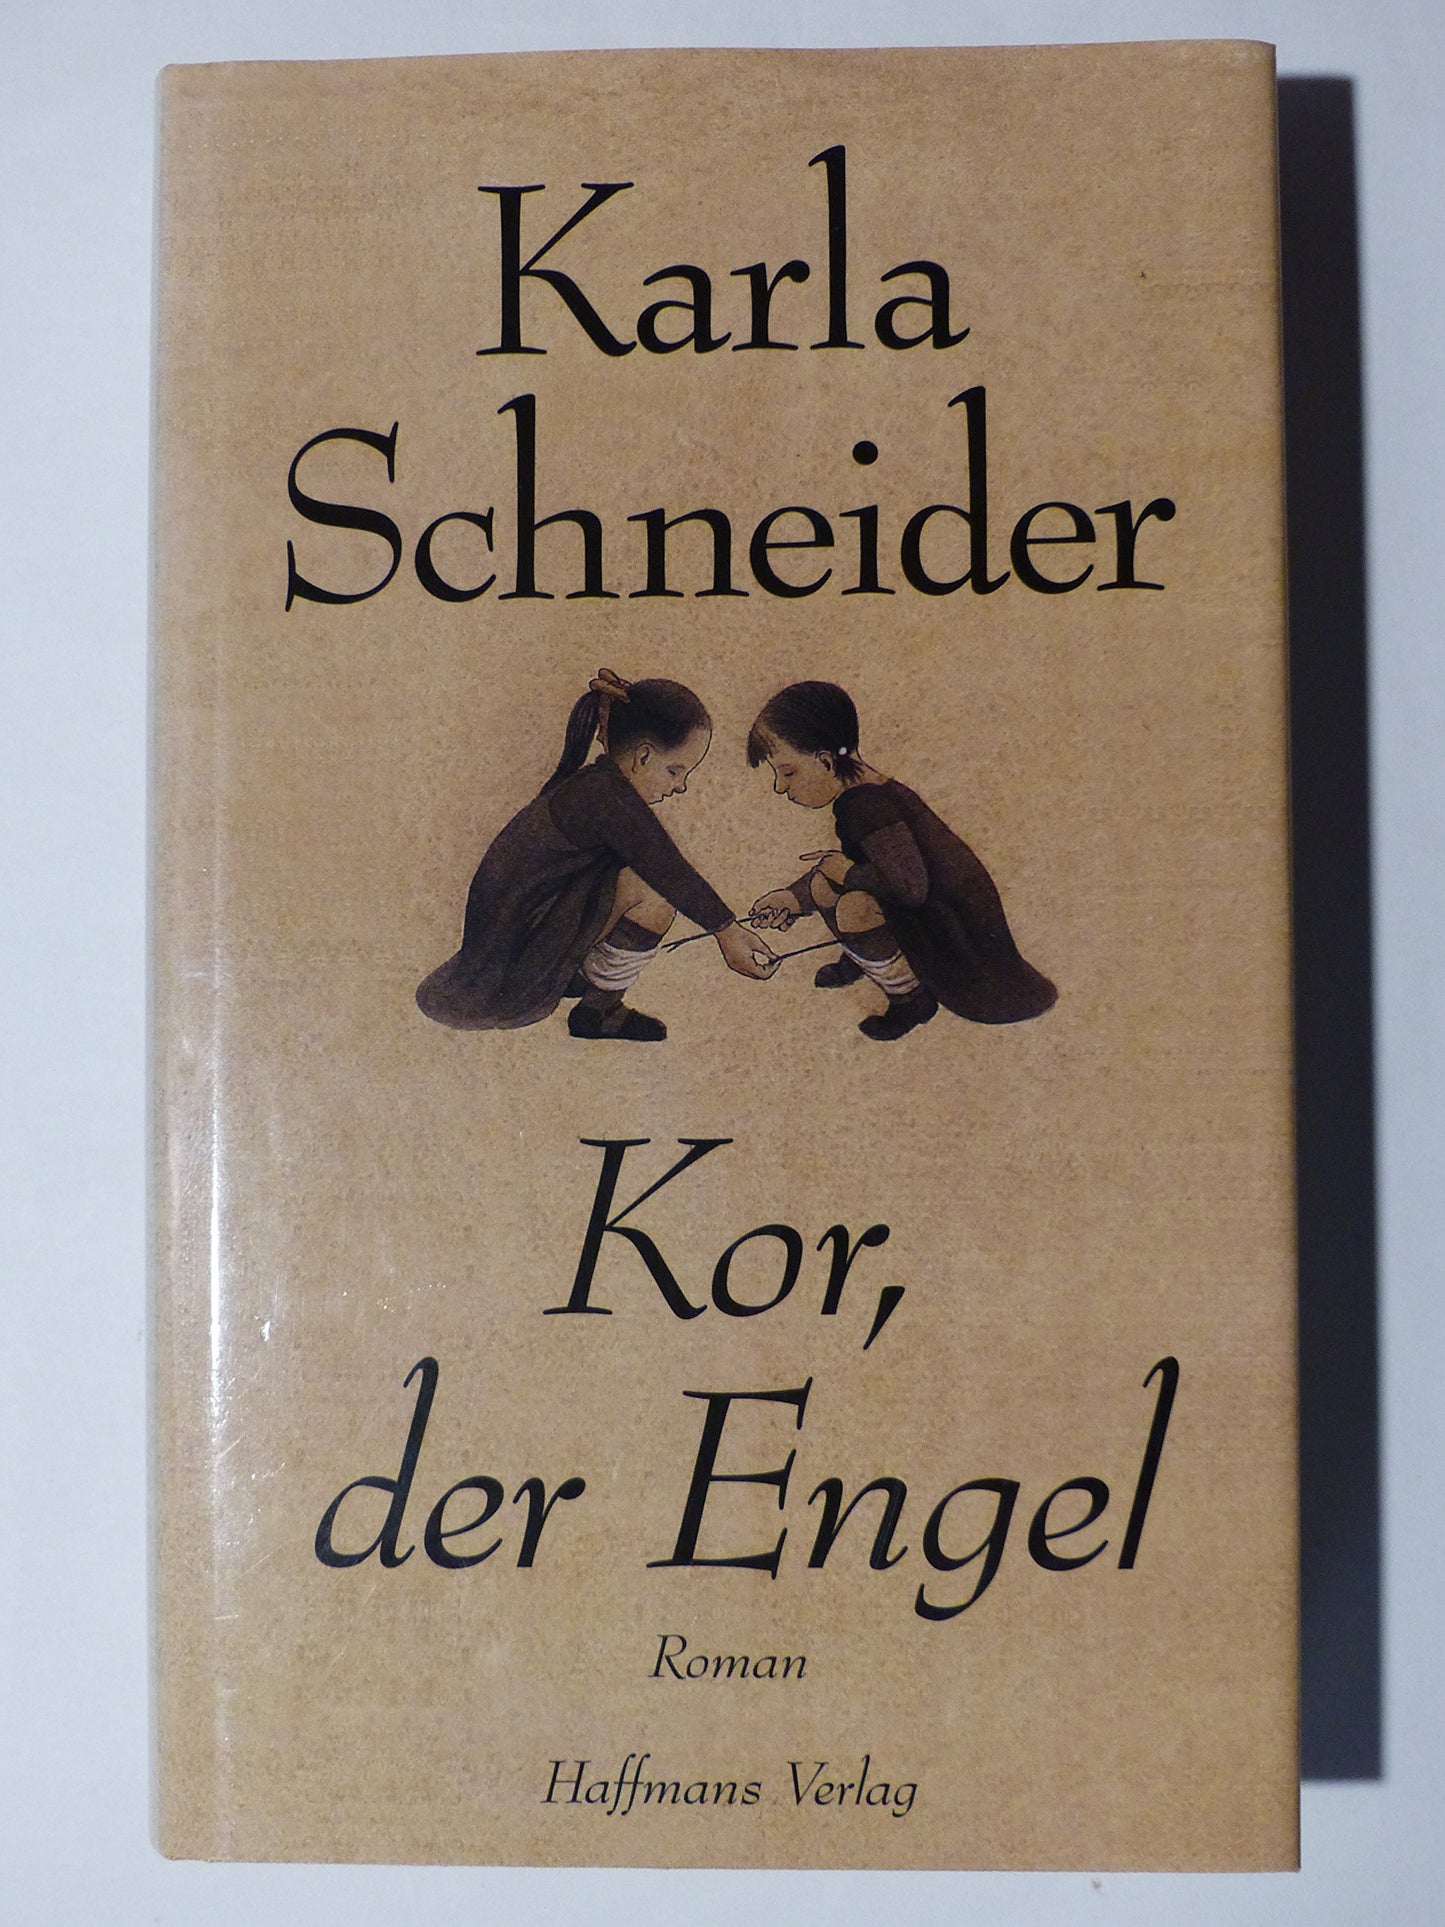 Karla
Schneider
Kor,
der Engel
Roman
Haffmans Verlag